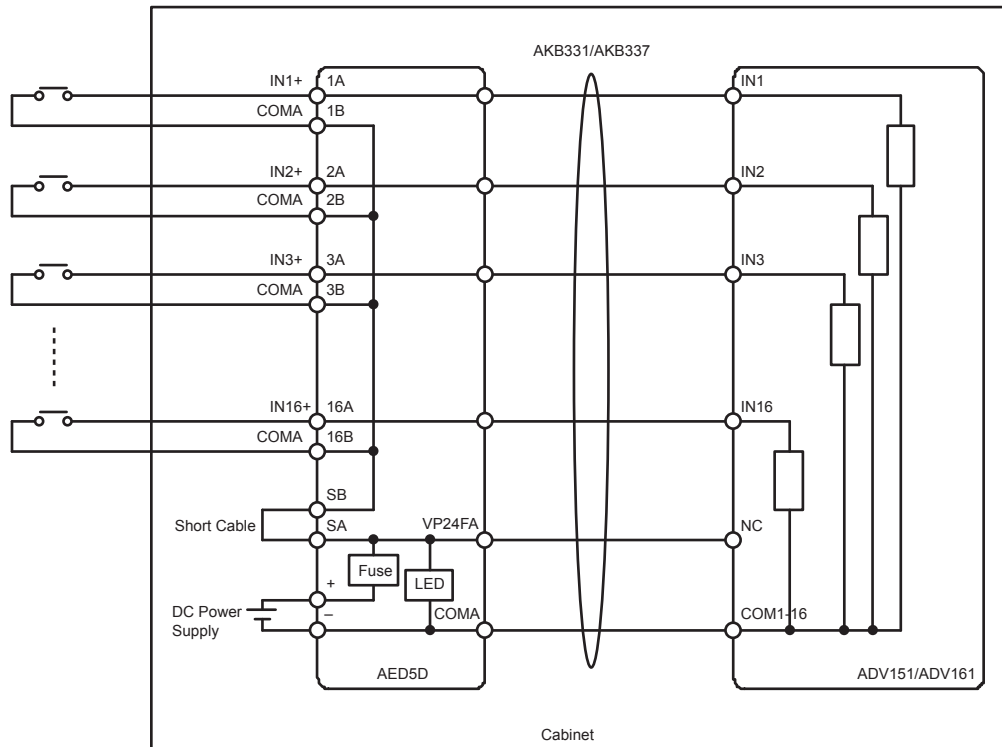 AKB331/AKB337
IN1+ 1A IN1
COMA 1B
IN2+ 2A IN2
COMA 2B
IN3+ 3A IN3
COMA 3B
IN16+ 16A IN16
COMA 16B
SB
Short Cable SA VP24FA NC
Fuse LED
+
DC Power
Supply
– COMA COM1-16
AED5D ADV151/ADV161
Cabinet